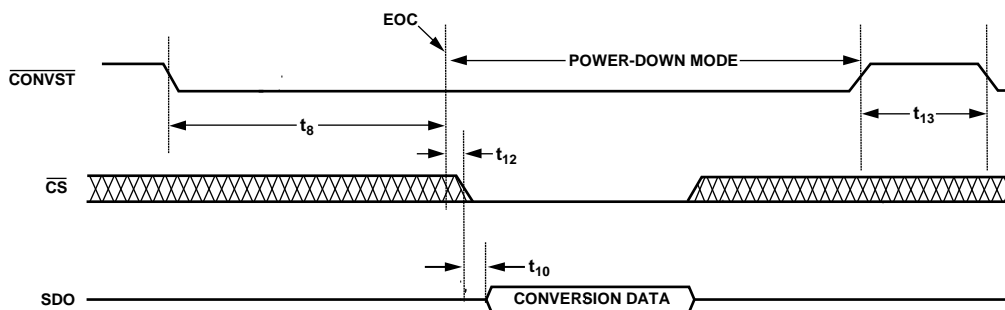 EOC
POWER-DOWN MODE
CONVST
t8
t13
t12
CS
t10
SDO
CONVERSION DATA